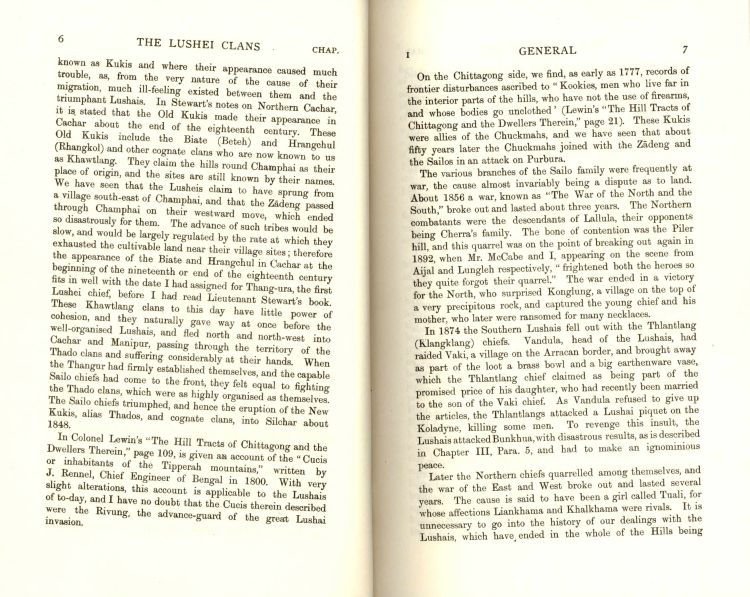 6 THE LUSHEI CLANS CHAP.
known as Kukis and where their appearance caused much
trouble, as, from the very nature of the cause of their
migration, much ill-feeling existed between them and the
triumphant Lushais. In Stewart's notes on Northern Cachar,
it is stated that the Old Kukis made their appearance in
Cachar about the end of the eighteenth century. These
Old Kukis include the Biate (Beteh) and Hrangchul
(Rhangkol) and other cognate clans who are now known to us
as Khawtlang. They claim the hills round Champhai as their
place of origin, and the sites are still known by their names.
We have seen that the Lusheis claim to have sprung from
a village south-east of Champhai, and that the Zādeng passed
through Champhai on their westward move, which ended
so disastrously for them. The advance of such tribes would be
slow, and would be largely regulated by the rate at which they
exhausted the cultivable land near their village sites; therefore
the appearance of the Biate and Hrangchul in Cachar at the
beginning of the nineteenth or end of the eighteenth century
fits in well with the date I had assigned for Thang-ura, the first
Lushei chief, before I had read Lieutenant Stewart's book.
These Khawtlang clans to this day have little power of
cohesion, and they naturally gave way at once before the
well-organised Lushais, and fled north and north-west into
Cachar and Manipur, passing through the territory of the
Thado clans and suffering considerably at their hands. When
the Thangur had firmly established themselves, and the capable
Sailo chiefs had come to the front, they felt equal to fighting
the Thado clans, which were as highly organised as themselves.
The Sailo chiefs triumphed, and hence the eruption of the New
Kukis, alias Thados, and cognate clans, into Silchar about
1848.
In Colonel Lewin's "The Hill Tracts of Chittagong and the
Dwellers Therein," page 109, is given an account of the "Cucis
or inhabitants of the Tipperah mountains," written by
J. Rennel, Chief Engineer of Bengal in 1800. With very
slight alterations, this account is applicable to the Lushais
of to-day, and I have no doubt that the Cucis therein described
were the Rivung, the advance-guard of the great Lushai
invasion.
I GENERAL 7
On the Chittagong side, we find, as early as 1777, records of
frontier disturbances ascribed to "Kookies, men who live far in
the interior parts of the hills, who have not the use of firearms,
and whose bodies go unclothed' (Lewin's "The Hill Tracts of
Chittagong and the Dwellers Therein," page 21). These Kukis
were allies of the Chuckmahs, and we have seen that about
fifty years later the Chuckmahs joined with the Zādeng and
the Sailos in an attack on Purbura.
The various branches of the Sailo family were frequently at
war, the cause almost invariably being a dispute as to land.
About 1856 a war, known as "The War of the North and the
South," broke out and lasted about three years. The Northern
combatants were the descendants of Lallula, their opponents
being Cherra's family. The bone of contention was the Piler
hill, and this quarrel was on the point of breaking out again in
1892, when Mr. McCabe and I, appearing on the scene from
Aijal and Lungleh respectively, "frightened both the heroes so
they quite forgot their quarrel." The war ended in a victory
for the North, who surprised Konglung, a village on the top of
a very precipitous rock, and captured the young chief and his
mother, who later were ransomed for many necklaces.
In 1874 the Southern Lushais fell out with the Thlantlang
(Klangklang) chiefs. Vandula, head of the Lushais, had
raided Vaki, a village on the Arracan border, and brought away
as part of the loot a brass bowl and a big earthenware vase,
which the Thlantlang chief claimed as being part of the
promised price of his daughter, who had recently been married
to the son of the Vaki chief. As Vandula refused to give up
the articles, the Thlantlangs attacked a Lushai piquet on the
Koladyne, killing some men. To revenge this insult, the
Lushais attacked Bunkhua, with disastrous results, as is described
in Chapter III, Para. 5, and had to make an ignominious
peace.
Later the Northern chiefs quarrelled among themselves, and
the war of the East and West broke out and lasted several
years. The cause is said to have been a girl called Tuali, for
whose affections Liankhama and Khalkhama were rivals. It is
unnecessary to go into the history of our dealings with the
Lushais, which have ended in the whole of the Hills being